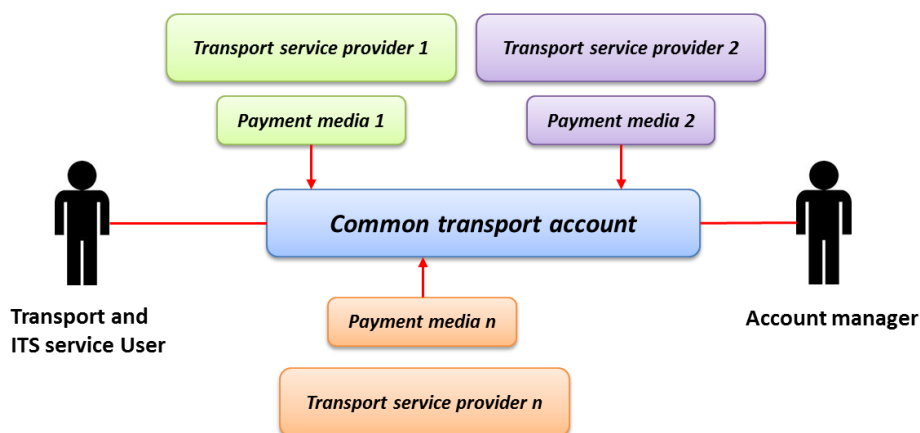 Transport service provider 1
Transport service provider 2
Payment media 1
Payment media 2
Common transport account
Transport and
ITS service User
Payment media n
Account manager
Transport service provider n